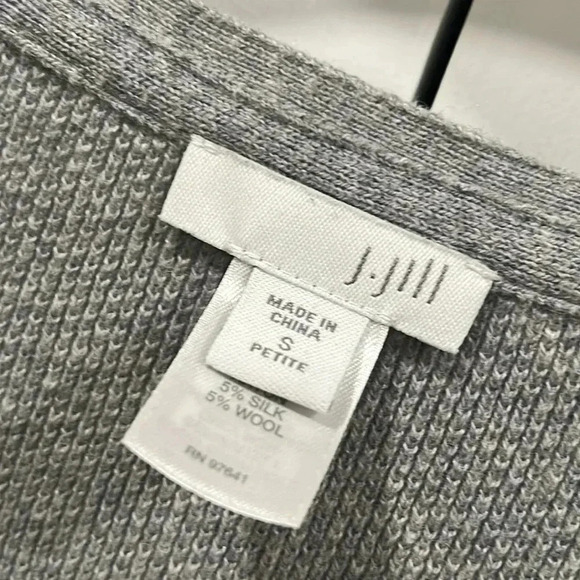 J.Jill
MADE IN
CHINA
S
PETITE
5% SILK
5% WOOL
RN 97641